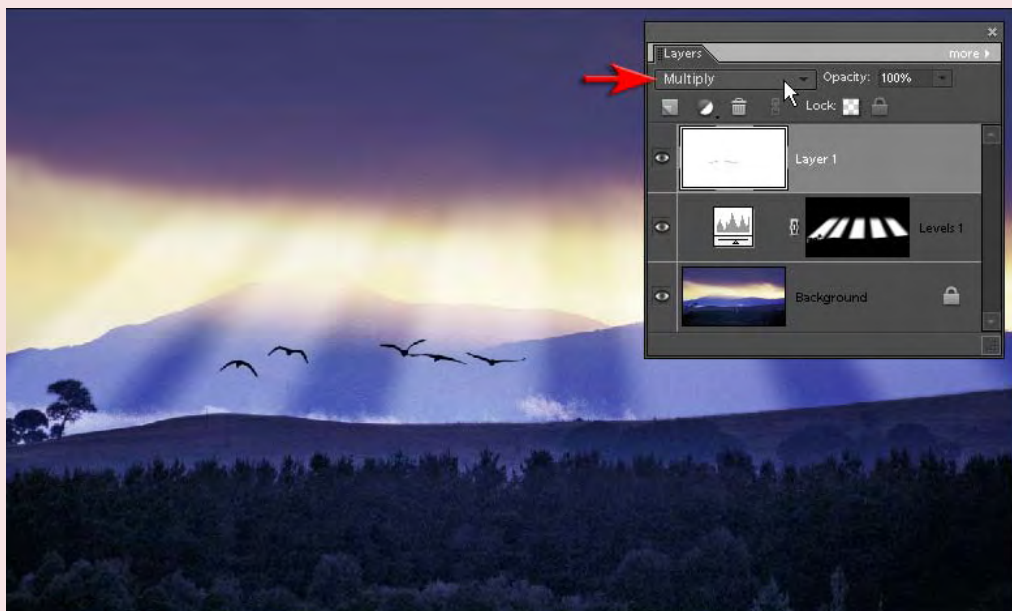 Layers more
Multiply Opacity: 100%
Lock:
Layer 1
Levels 1
Background